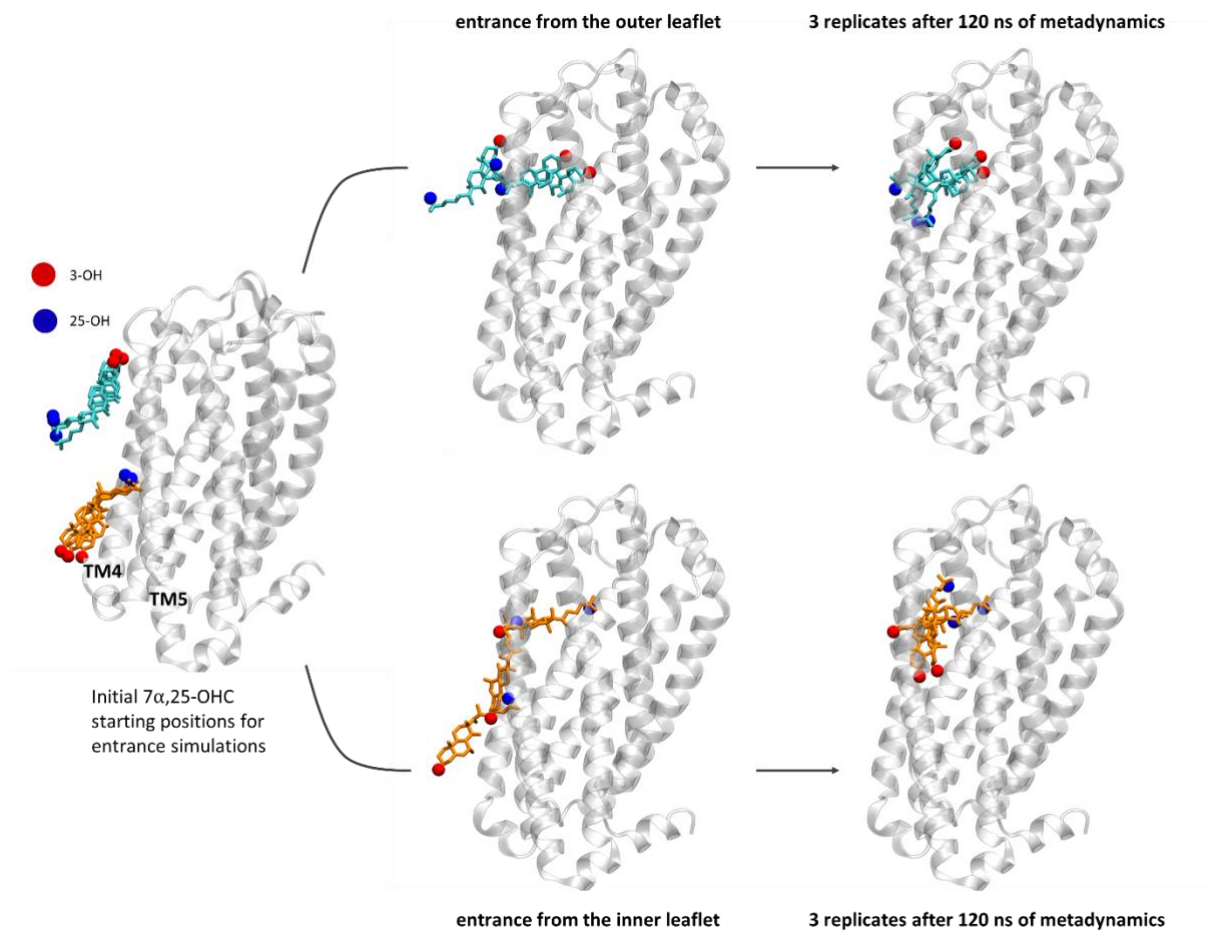 entrance from the outer leaflet
3 replicates after 120 ns of metadynamics
3-OH
25-OH
TM4
TM5
Initial 7α,25-OHC
starting positions for
entrance simulations
entrance from the inner leaflet
3 replicates after 120 ns of metadynamics